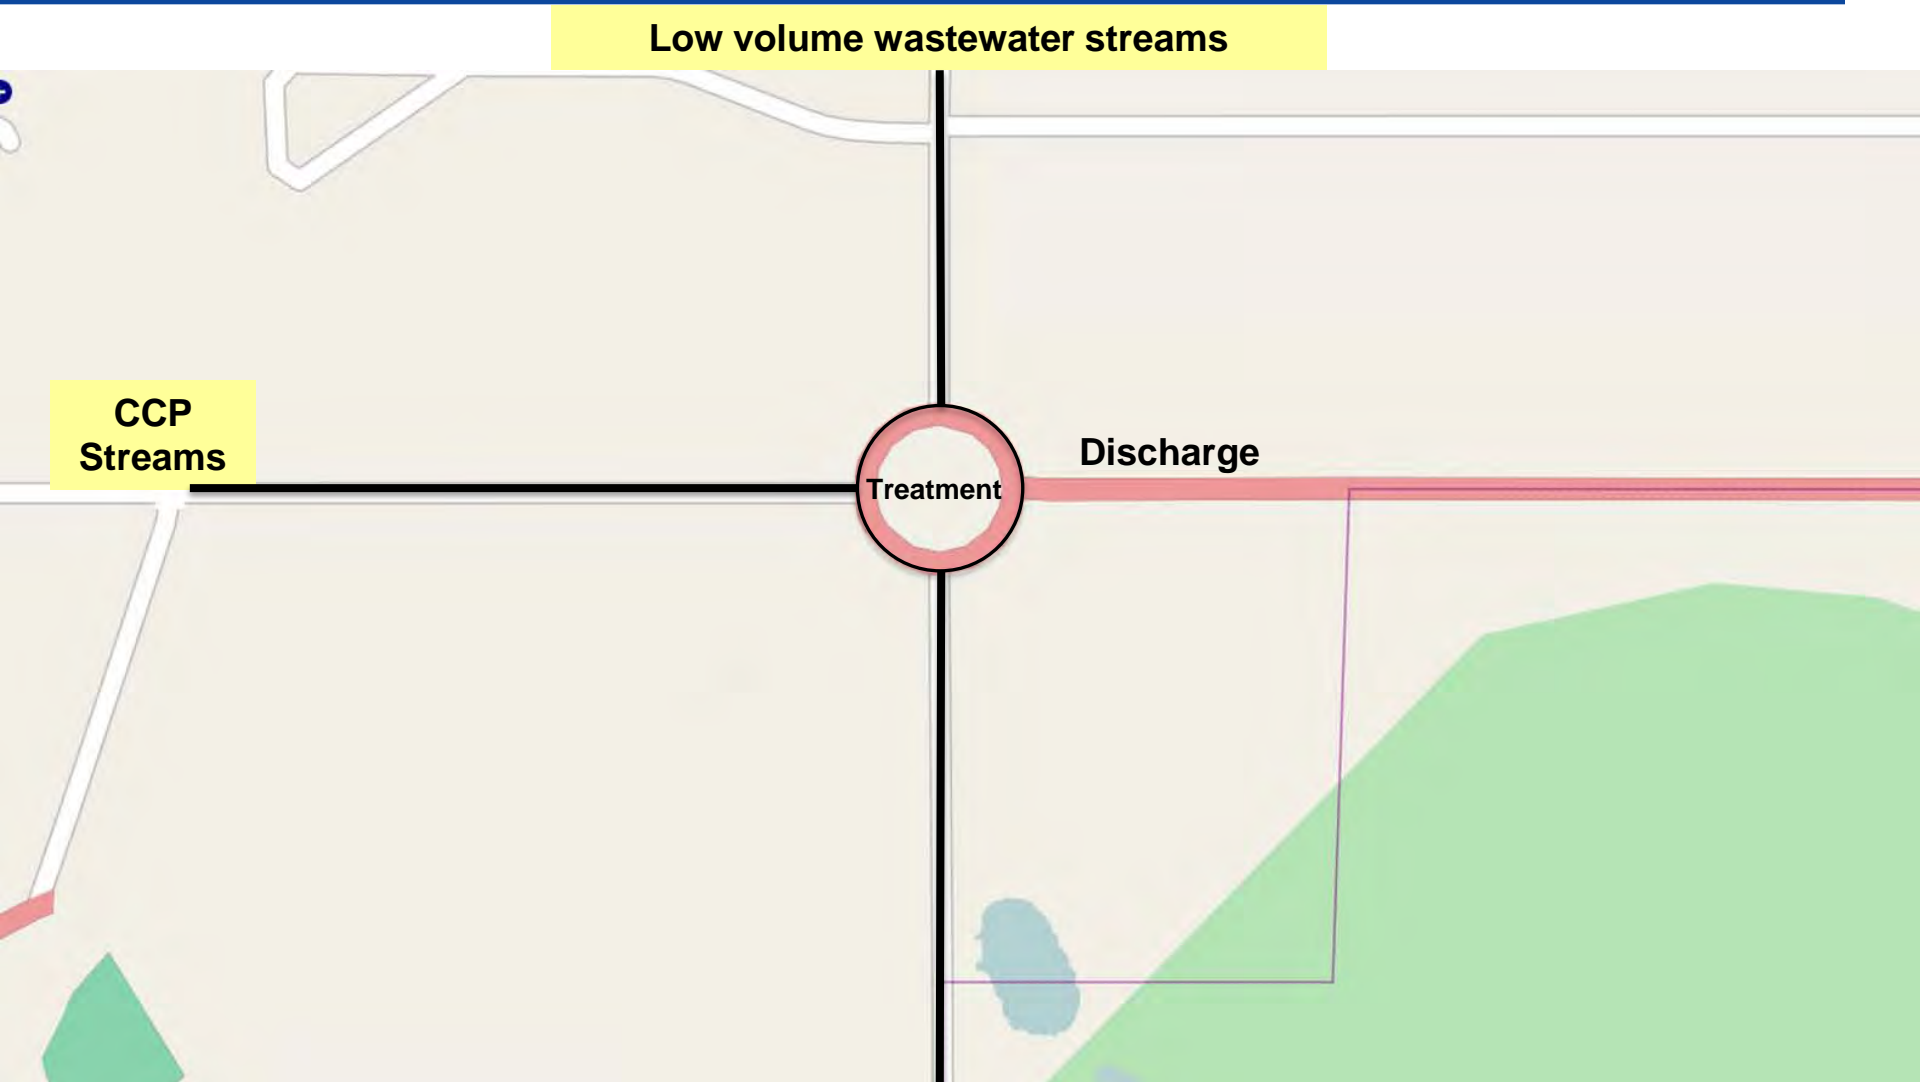 Low volume wastewater streams
CCP
Streams
Discharge
Treatment